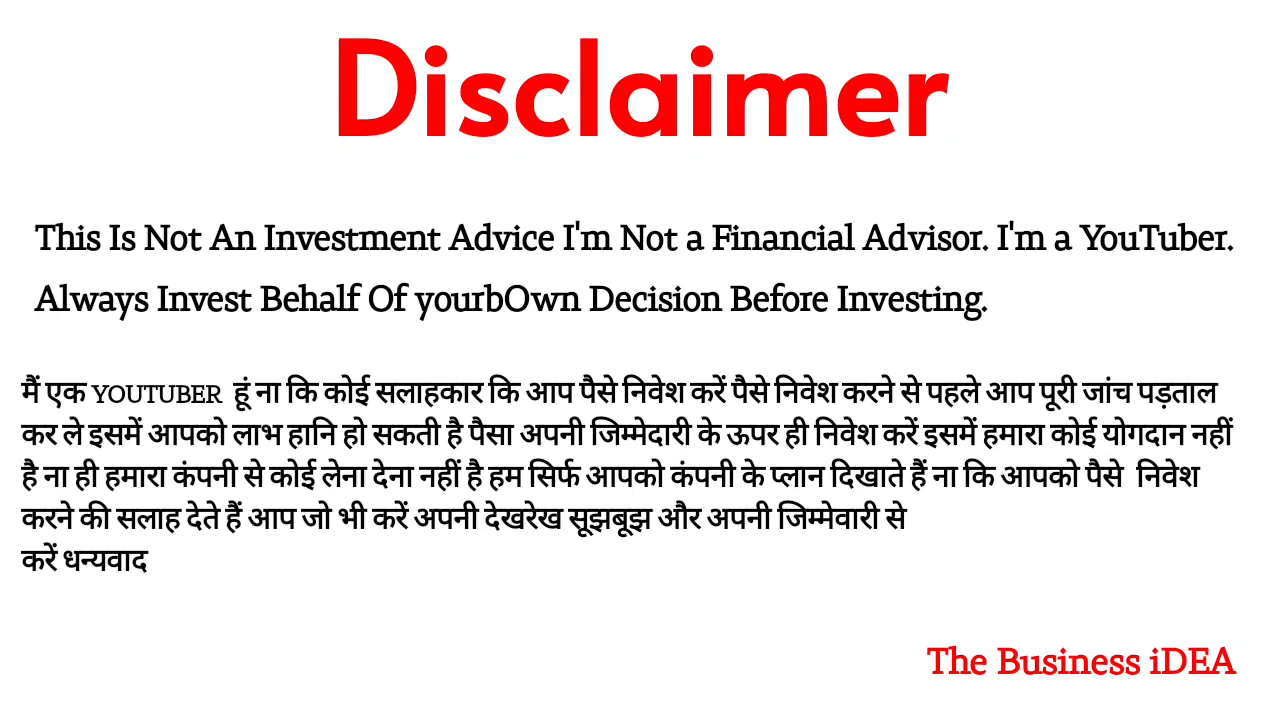 Disclaimer
This Is Not An Investment Advice I'm Not a Financial Advisor. I'm a YouTuber.
Always Invest Behalf Of yourbOwn Decision Before Investing.
मैं एक YOUTUBER हूं ना कि कोई सलाहकार कि आप पैसे निवेश करें पैसे निवेश करने से पहले आप पूरी जांच पड़ताल
कर ले इसमें आपको लाभ हानि हो सकती है पैसा अपनी जिम्मेदारी के ऊपर ही निवेश करें इसमें हमारा कोई योगदान नहीं
है ना ही हमारा कंपनी से कोई लेना देना नहीं है हम सिर्फ आपको कंपनी के प्लान दिखाते हैं ना कि आपको पैसे निवेश
करने की सलाह देते हैं आप जो भी करें अपनी देखरेख सूझबूझ और अपनी जिम्मेवारी से
करें धन्यवाद
The Business iDEA